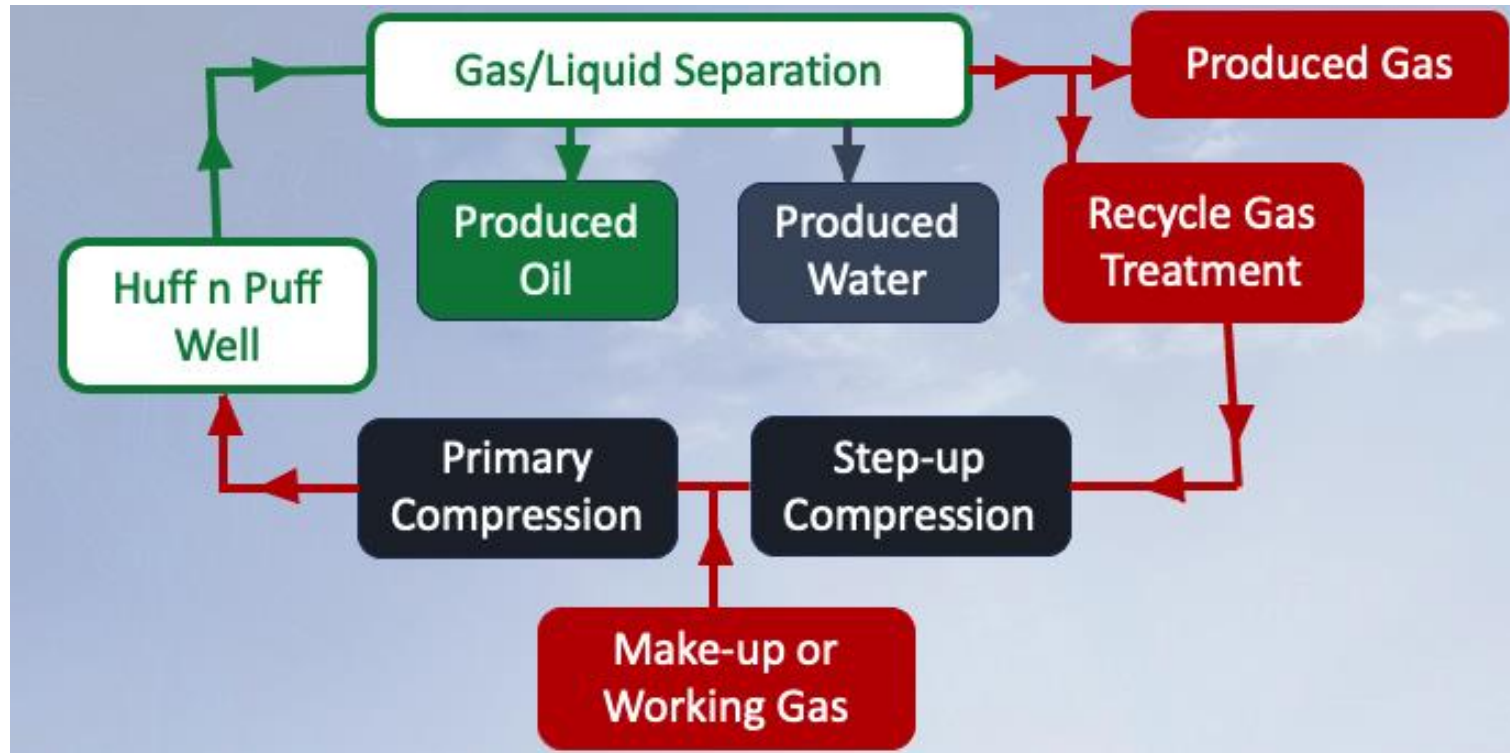 Gas/Liquid Separation
Produced Gas
Produced
Oil
Produced
Water
Recycle Gas
Treatment
Huff n Puff
Well
Primary
Compression
Step-up
Compression
Make-up or
Working Gas